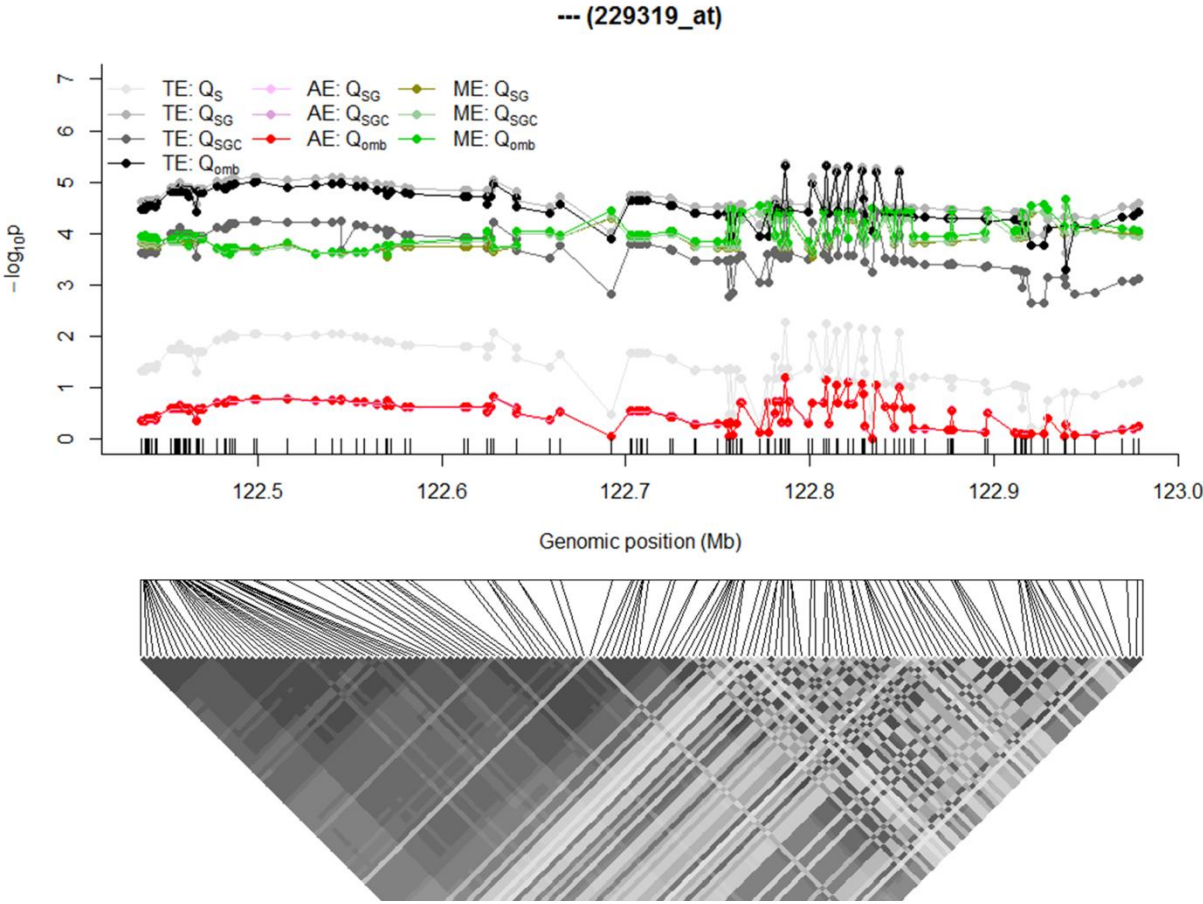 --- (229319_at)
7
6
5
4
3
2
1
0
−log10p
TE: QS
TE: QSG
TE: QSGC
TE: Qomb
AE: QSG
AE: QSGC
AE: Qomb
ME: QSG
ME: QSGC
ME: Qomb
122.5 122.6 122.7 122.8 122.9 123.0
Genomic position (Mb)